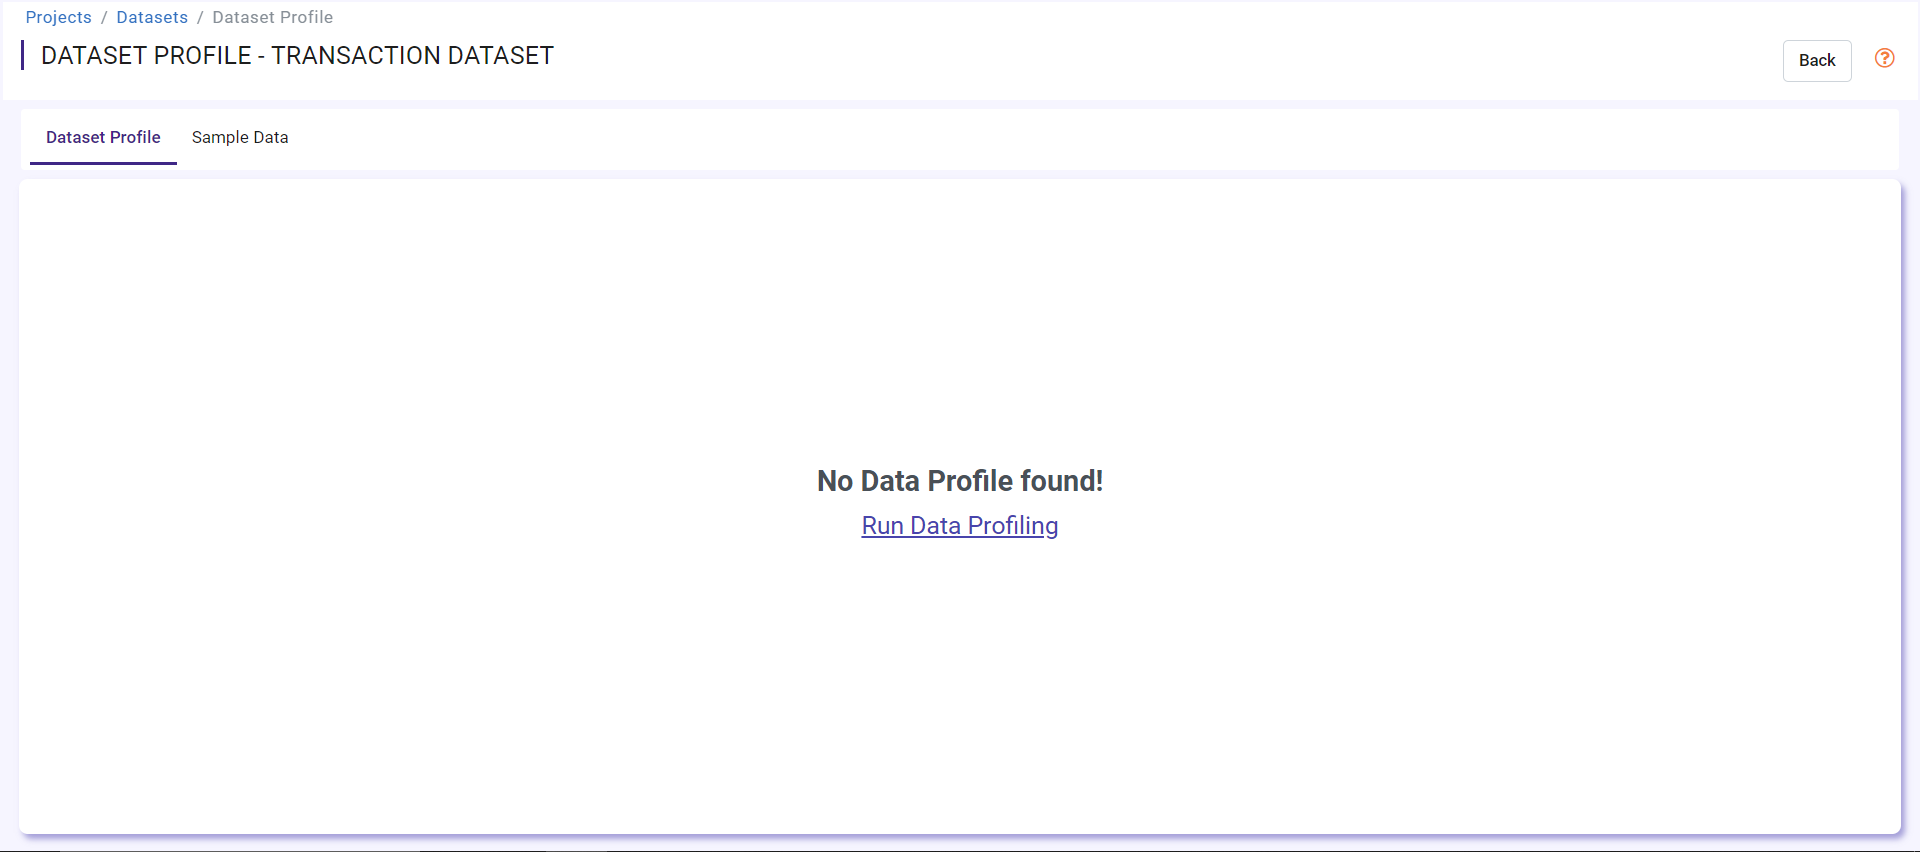 Projects / Datasets / Dataset Profile
DATASET PROFILE - TRANSACTION DATASET
Back
Dataset Profile
Sample Data
No Data Profile found!
Run Data Profiling